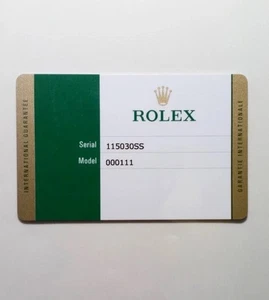 ROLEX
Serial 115030SS
Model 000111
INTERNATIONAL GUARANTEE
GARANTIE INTERNATIONALE